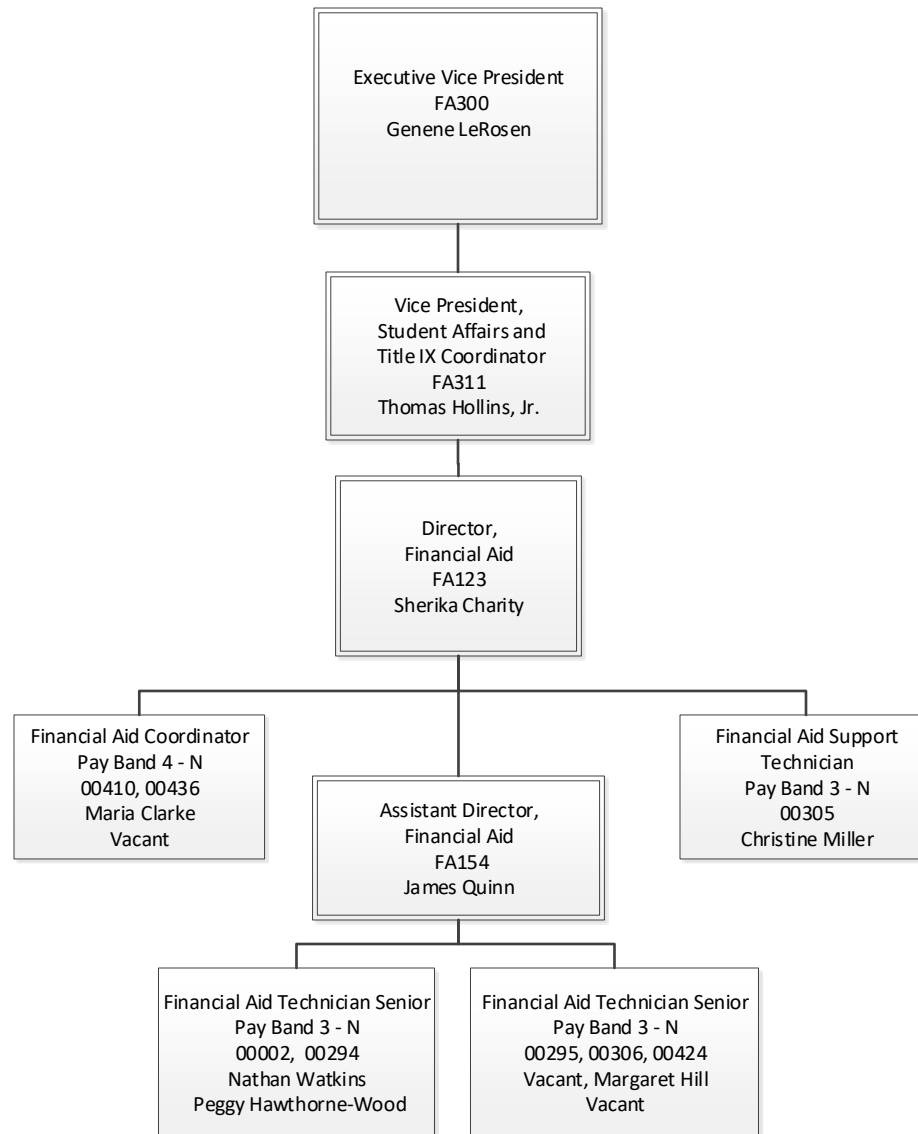 Executive Vice President
FA300
Genene LeRosen
Vice President,
Student Affairs and
Title IX Coordinator
FA311
Thomas Hollins, Jr.
Director,
Financial Aid
FA123
Sherika Charity
Financial Aid Coordinator
Pay Band 4 - N
00410, 00436
Maria Clarke
Vacant
Assistant Director,
Financial Aid
FA154
James Quinn
Financial Aid Support
Technician
Pay Band 3 - N
00305
Christine Miller
Financial Aid Technician Senior
Pay Band 3 - N
00002,  00294
Nathan Watkins
Peggy Hawthorne-Wood
Financial Aid Technician Senior
Pay Band 3 - N
00295, 00306, 00424
Vacant, Margaret Hill
Vacant